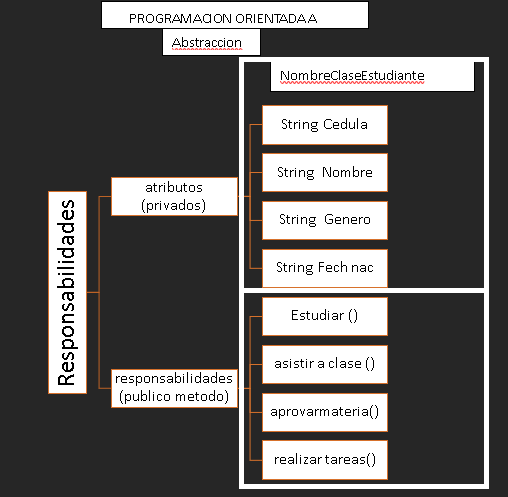 PROGRAMACION ORIENTADA A
Abstraccion
NombreClaseEstudiante
Responsabilidades
atributos
(privados)
String Cedula
String Nombre
String Genero
String Fech nac
responsabilidades
(publico metodo)
Estudiar ()
asistir a clase ()
aprovarmateria()
realizar tareas()